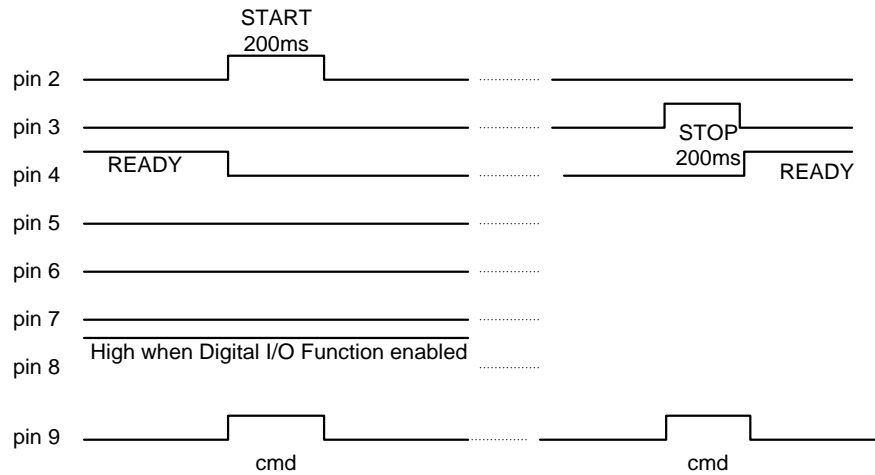 START
200ms
pin 2
pin 3
STOP
200ms
pin 4
READY
READY
pin 5
pin 6
pin 7
High when Digital I/O Function enabled
pin 8
pin 9
cmd
cmd